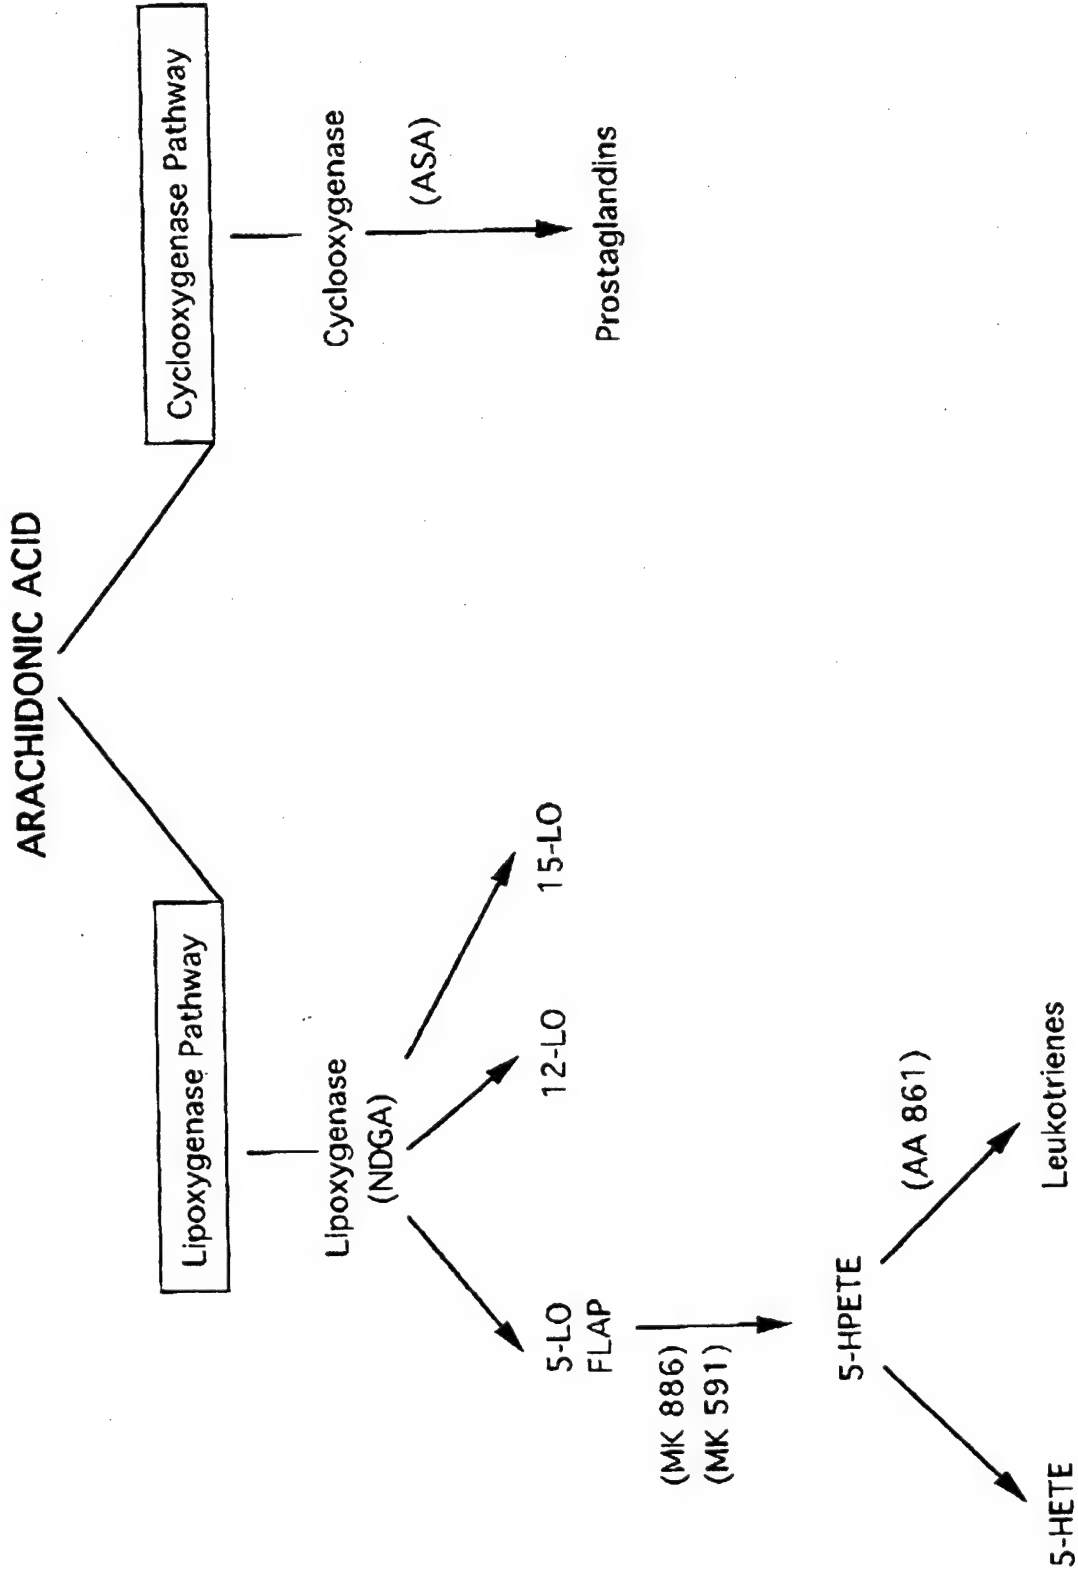 ARACHIDONIC ACID
Lipoxygenase Pathway
Cyclooxygenase Pathway
Lipoxygenase
(NDGA)
Cyclooxygenase
(ASA)
5-LO
FLAP
12-LO
15-LO
Prostaglandins
(MK 886)
(MK 591)
5-HPETE
(AA 861)
5-HETE
Leukotrienes